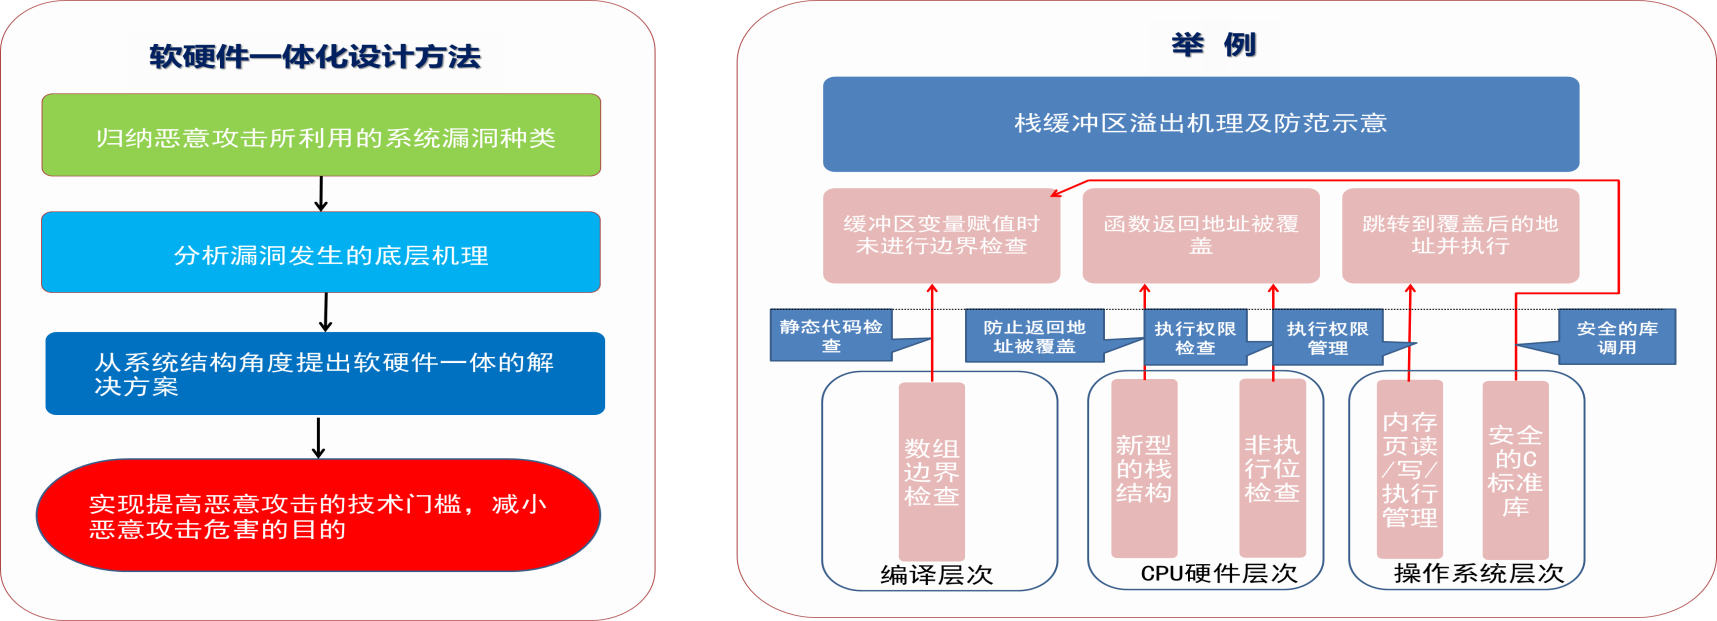 软硬件一体化设计方法
归纳恶意攻击所利用的系统漏洞种类
分析漏洞发生的底层机理
从系统结构角度提出软硬件一体的解
决方案
实现提高恶意攻击的技术门槛，减小
恶意攻击危害的目的
举 例
栈缓冲区溢出机理及防范示意
缓冲区变量赋值时
未进行边界检查
函数返回地址被覆
盖
跳转到覆盖后的地
址并执行
静态代码检
查
防止返回地
址被覆盖
执行权限
检查
执行权限
管理
安全的库
调用
数组
边界
检查
新型
的栈
结构
非执
行位
检查
内存
页读
/写/
执行
管理
安全
的C
标准
库
编译层次
CPU硬件层次
操作系统层次